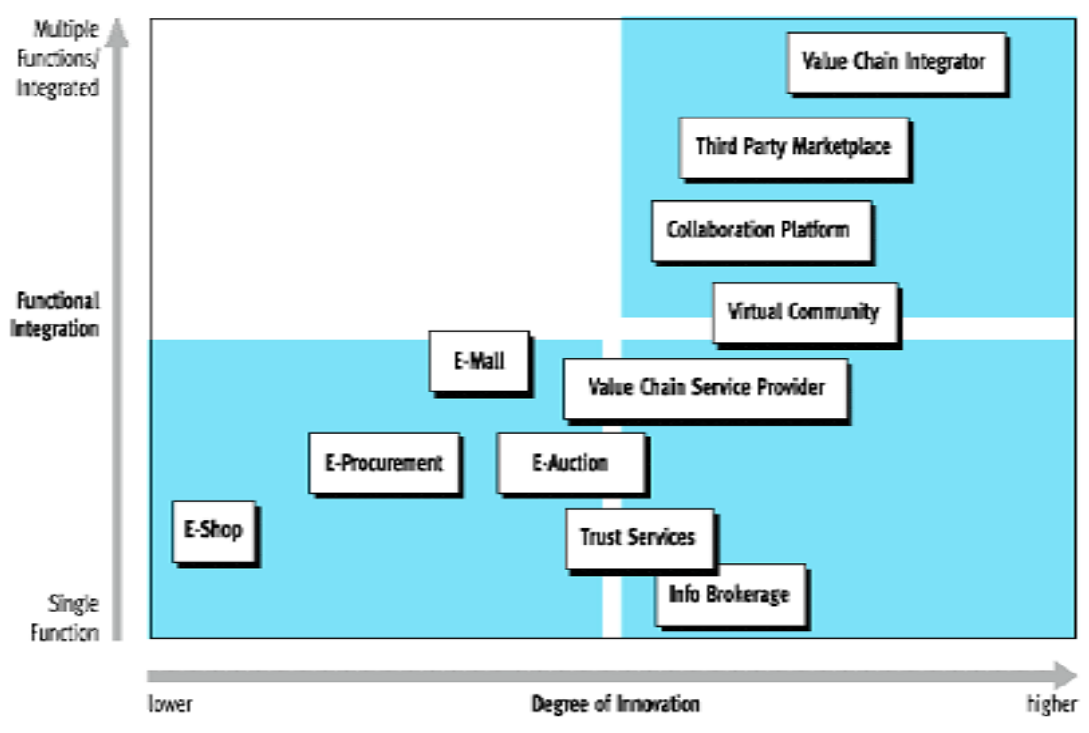 Multiple
Functions/
Integrated
Value Chain Integrator
Third Party Marketplace
Collaboration Platform
Functional
Integration
Virtual Community
E-Mall
Value Chain Service Provider
E-Procurement
E-Auction
E-Shop
Trust Services
Info Brokerage
Single
Function
lower
Degree of Innovation
higher